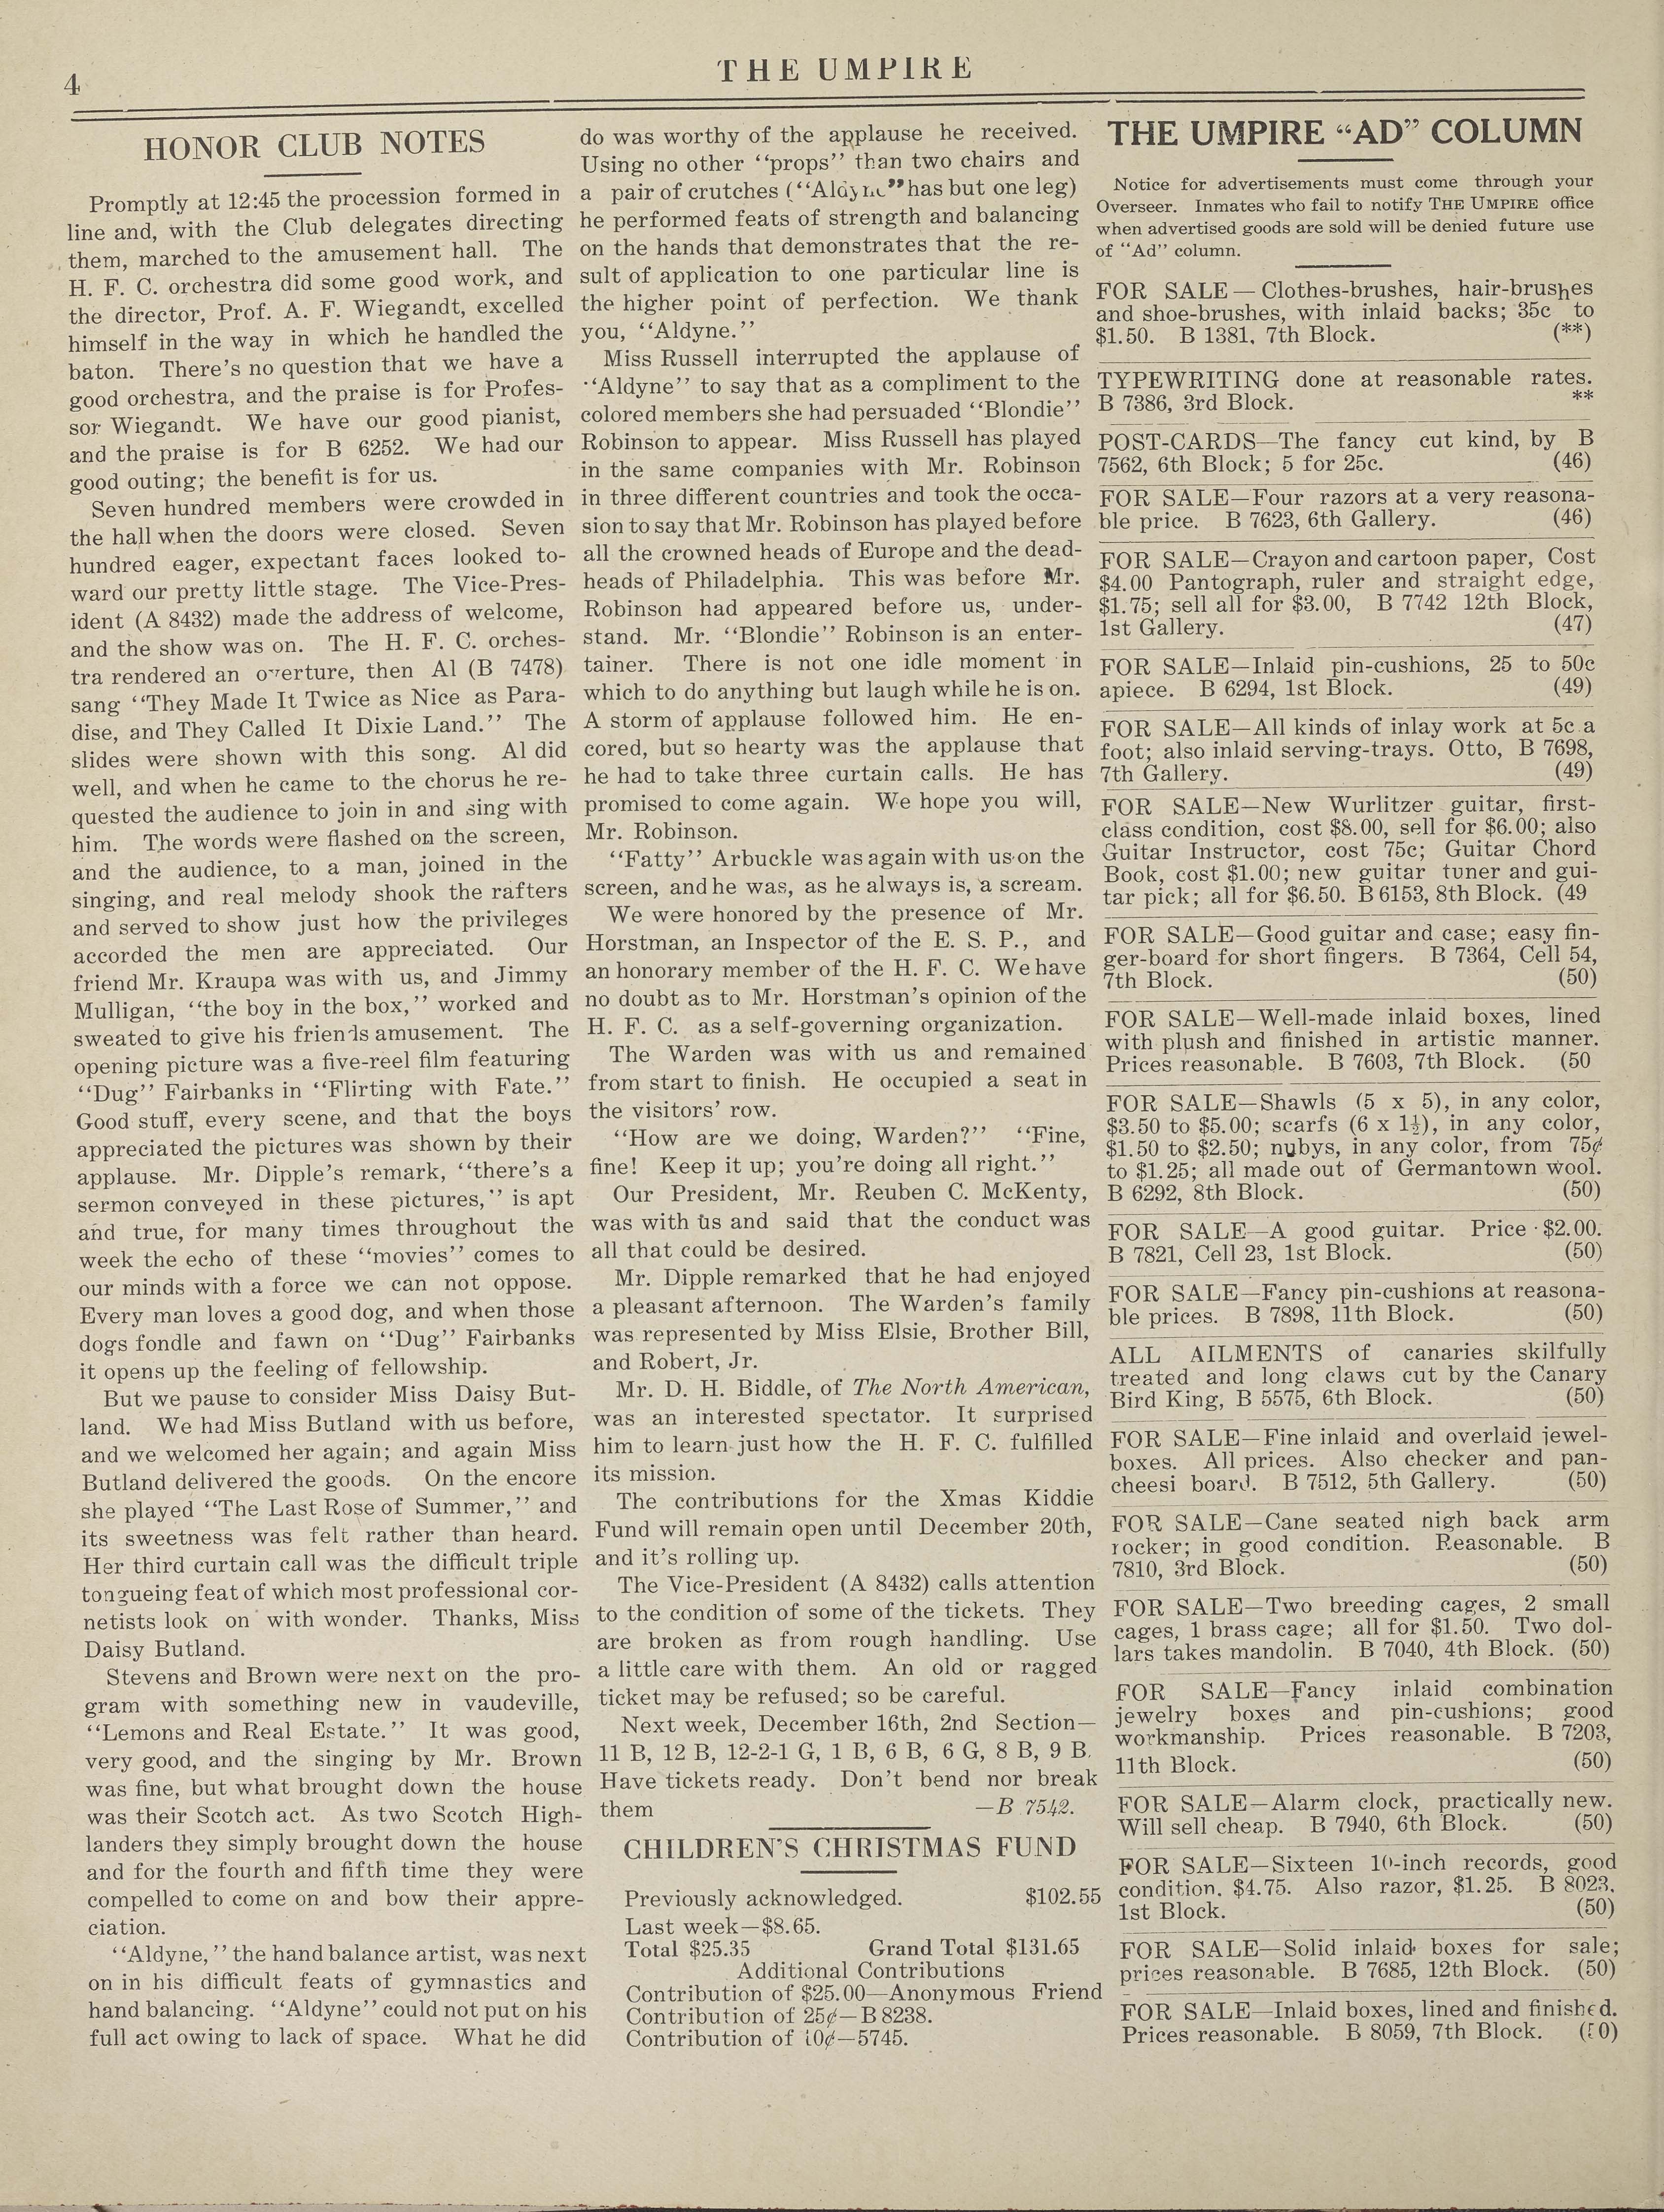 4
THE UMPIRE
HONOR CLUB NOTES
Promptly at 12:45 the procession formed in
line and, with the Club delegates directing
them, marched to the amusement hall. The
H. F. C. orchestra did some good work, and
the director, Prof. A. F. Wiegandt, excelled
himself in the way in which he handled the
baton. There's no question that we have a
good orchestra, and the praise is for Profes-
sor Wiegandt. We have our good pianist,
and the praise is for B 6252. We had our
good outing; the benefit is for us.
Seven hundred members were crowded in
the hall when the doors were closed. Seven
hundred eager, expectant faces looked to-
ward our pretty little stage. The Vice-Pres-
ident (A 8432) made the address of welcome,
and the show was on. The H. F. C. orches-
tra rendered an overture, then Al (B 7478)
sang "They Made It Twice as Nice as Para-
dise, and They Called It Dixie Land." The
slides were shown with this song. Al did
well, and when he came to the chorus he re-
quested the audience to join in and sing with
him. The words were flashed on the screen,
and the audience, to a man, joined in the
singing, and real melody shook the rafters
and served to show just how the privileges
accorded the men are appreciated. Our
friend Mr. Kraupa was with us, and Jimmy
Mulligan, "the boy in the box," worked and
sweated to give his friends amusement. The
opening picture was a five-reel film featuring
"Dug" Fairbanks in "Flirting with Fate."
Good stuff, every scene, and that the boys
appreciated the pictures was shown by their
applause. Mr. Dipple's remark, "there's a
sermon conveyed in these pictures," is apt
and true, for many times throughout the
week the echo of these "movies" comes to
our minds with a force we can not oppose.
Every man loves a good dog, and when those
dogs fondle and fawn on "Dug" Fairbanks
it opens up the feeling of fellowship.
But we pause to consider Miss Daisy But-
land. We had Miss Butland with us before,
and we welcomed her again; and again Miss
Butland delivered the goods. On the encore
she played "The Last Rose of Summer," and
its sweetness was felt rather than heard.
Her third curtain call was the difficult triple
tongueing feat of which most professional cor-
netists look on with wonder. Thanks, Miss
Daisy Butland.
Stevens and Brown were next on the pro-
gram with something new in vaudeville,
"Lemons and Real Estate." It was good,
very good, and the singing by Mr. Brown
was fine, but what brought down the house
was their Scotch act. As two Scotch High-
landers they simply brought down the house
and for the fourth and fifth time they were
compelled to come on and bow their appre-
ciation.
"Aldyne," the hand balance artist, was next
on in his difficult feats of gymnastics and
hand balancing. "Aldyne" could not put on his
full act owing to lack of space. What he did
do was worthy of the applause he received.
Using no other "props" than two chairs and
a pair of crutches ("Aldyne" has but one leg)
he performed feats of strength and balancing
on the hands that demonstrates that the re-
sult of application to one particular line is
the higher point of perfection. We thank
you, "Aldyne."
Miss Russell interrupted the applause of
"Aldyne" to say that as a compliment to the
colored members she had persuaded "Blondie"
Robinson to appear. Miss Russell has played
in the same companies with Mr. Robinson
in three different countries and took the occa-
sion to say that Mr. Robinson has played before
all the crowned heads of Europe and the dead-
heads of Philadelphia. This was before Mr.
Robinson had appeared before us, under-
stand. Mr. "Blondie" Robinson is an enter-
tainer. There is not one idle moment in
which to do anything but laugh while he is on.
A storm of applause followed him. He en-
cored, but so hearty was the applause that
he had to take three curtain calls. He has
promised to come again. We hope you will,
Mr. Robinson.
"Fatty" Arbuckle was again with us on the
screen, and he was, as he always is, a scream.
We were honored by the presence of Mr.
Horstman, an Inspector of the E. S. P., and
an honorary member of the H. F. C. We have
no doubt as to Mr. Horstman's opinion of the
H. F. C. as a self-governing organization.
The Warden was with us and remained
from start to finish. He occupied a seat in
the visitors' row.
"How are we doing, Warden?" "Fine,
fine! Keep it up; you're doing all right."
Our President, Mr. Reuben C. McKenty,
was with us and said that the conduct was
all that could be desired.
Mr. Dipple remarked that he had enjoyed
a pleasant afternoon. The Warden's family
was represented by Miss Elsie, Brother Bill,
and Robert, Jr.
Mr. D. H. Biddle, of The North American,
was an interested spectator. It surprised
him to learn just how the H. F. C. fulfilled
its mission.
The contributions for the Xmas Kiddie
Fund will remain open until December 20th,
and it's rolling up.
The Vice-President (A 8432) calls attention
to the condition of some of the tickets. They
are broken as from rough handling. Use
a little care with them. An old or ragged
ticket may be refused; so be careful.
Next week, December 16th, 2nd Section—
11 B, 12 B, 12-2-1 G, 1 B, 6 B, 6 G, 8 B, 9 B.
Have tickets ready. Don't bend nor break
them —B 7542.
CHILDREN'S CHRISTMAS FUND
Previously acknowledged. $102.55
Last week—$8.65.
Total $25.35 Grand Total $131.65
Additional Contributions
Contribution of $25.00—Anonymous Friend
Contribution of 25¢—B 8238.
Contribution of 10¢—5745.
THE UMPIRE "AD" COLUMN
Notice for advertisements must come through your
Overseer. Inmates who fail to notify THE UMPIRE office
when advertised goods are sold will be denied future use
of "Ad" column.
FOR SALE—Clothes-brushes, hair-brushes
and shoe-brushes, with inlaid backs; 35c to
$1.50. B 1381, 7th Block. (**)
TYPEWRITING done at reasonable rates.
B 7386, 3rd Block. **
POST-CARDS—The fancy cut kind, by B
7562, 6th Block; 5 for 25c. (46)
FOR SALE—Four razors at a very reasona-
ble price. B 7623, 6th Gallery. (46)
FOR SALE—Crayon and cartoon paper, Cost
$4.00 Pantograph, ruler and straight edge,
$1.75; sell all for $3.00, B 7742 12th Block,
1st Gallery. (47)
FOR SALE—Inlaid pin-cushions, 25 to 50c
apiece. B 6294, 1st Block. (49)
FOR SALE—All kinds of inlay work at 5c a
foot; also inlaid serving-trays. Otto, B 7698,
7th Gallery. (49)
FOR SALE—New Wurlitzer guitar, first-
class condition, cost $8.00, sell for $6.00; also
Guitar Instructor, cost 75c; Guitar Chord
Book, cost $1.00; new guitar tuner and gui-
tar pick; all for $6.50. B 6153, 8th Block. (49
FOR SALE—Good guitar and case; easy fin-
ger-board for short fingers. B 7364, Cell 54,
7th Block. (50)
FOR SALE—Well-made inlaid boxes, lined
with plush and finished in artistic manner.
Prices reasonable. B 7603, 7th Block. (50
FOR SALE—Shawls (5 x 5), in any color,
$3.50 to $5.00; scarfs (6 x 1½), in any color,
$1.50 to $2.50; nubys, in any color, from 75¢
to $1.25; all made out of Germantown wool.
B 6292, 8th Block. (50)
FOR SALE—A good guitar. Price $2.00.
B 7821, Cell 23, 1st Block. (50)
FOR SALE—Fancy pin-cushions at reasona-
ble prices. B 7898, 11th Block. (50)
ALL AILMENTS of canaries skilfully
treated and long claws cut by the Canary
Bird King, B 5575, 6th Block. (50)
FOR SALE—Fine inlaid and overlaid jewel-
boxes. All prices. Also checker and pan-
cheesi board. B 7512, 5th Gallery. (50)
FOR SALE—Cane seated nigh back arm
rocker; in good condition. Reasonable. B
7810, 3rd Block. (50)
FOR SALE—Two breeding cages, 2 small
cages, 1 brass cage; all for $1.50. Two dol-
lars takes mandolin. B 7040, 4th Block. (50)
FOR SALE—Fancy inlaid combination
jewelry boxes and pin-cushions; good
workmanship. Prices reasonable. B 7203,
11th Block. (50)
FOR SALE—Alarm clock, practically new.
Will sell cheap. B 7940, 6th Block. (50)
FOR SALE—Sixteen 10-inch records, good
condition, $4.75. Also razor, $1.25. B 8023,
1st Block. (50)
FOR SALE—Solid inlaid boxes for sale;
prices reasonable. B 7685, 12th Block. (50)
FOR SALE—Inlaid boxes, lined and finished.
Prices reasonable. B 8059, 7th Block. (50)